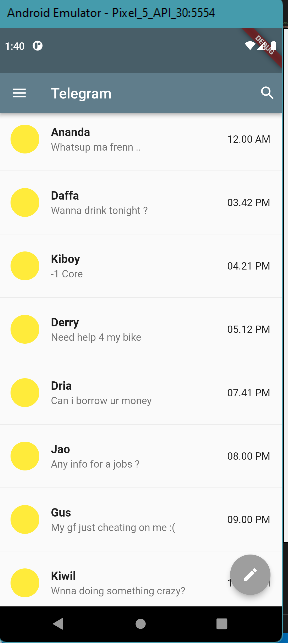 Android Emulator - Pixel_5_API_30:5554
1:40
DEBUG
Telegram
Ananda
Whatsup ma frenn ..
12.00 AM
Daffa
Wanna drink tonight ?
03.42 PM
Kiboy
-1 Core
04.21 PM
Derry
Need help 4 my bike
05.12 PM
Dria
Can i borrow ur money
07.41 PM
Jao
Any info for a jobs ?
08.00 PM
Gus
My gf just cheating on me :(
09.00 PM
Kiwil
Wnna doing something crazy?